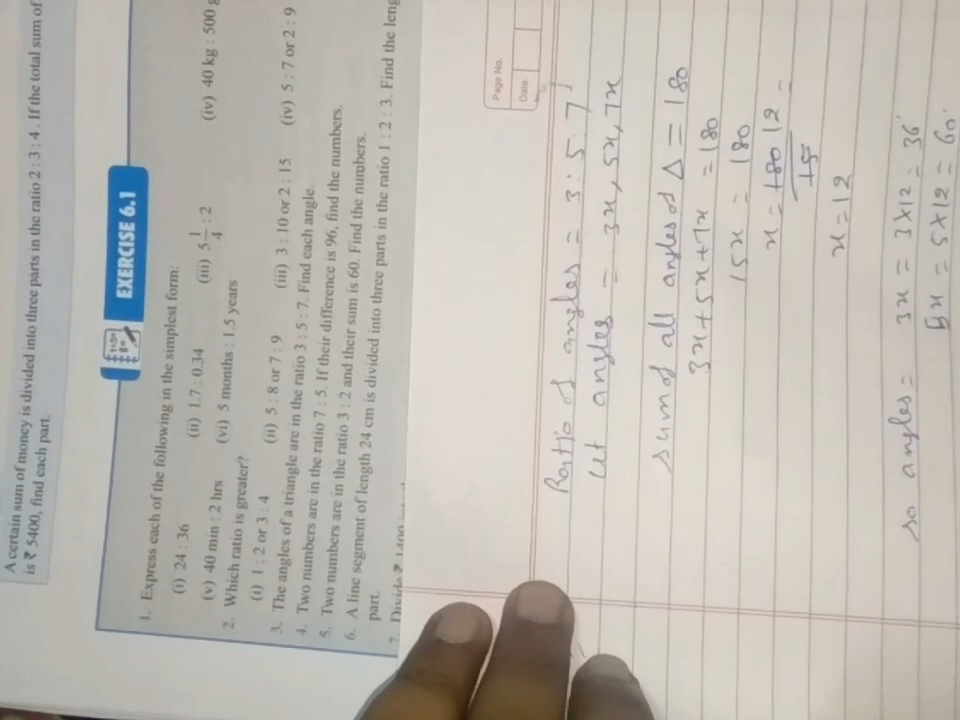 A certain sum of money is divided into three parts in the ratio 2 : 3 : 4. If the total sum of
is ₹ 5400, find each part.
EXERCISE 6.1
1. Express each of the following in the simplest form:
(i) 24 : 36 (ii) 1.7 : 0.34 (iii) 5 1/4 : 2 (iv) 40 kg : 500 g
(v) 40 min : 2 hrs (vi) 5 months : 1.5 years
2. Which ratio is greater?
(i) 1 : 2 or 3 : 4 (ii) 5 : 8 or 7 : 9 (iii) 3 : 10 or 2 : 15 (iv) 5 : 7 or 2 : 9
3. The angles of a triangle are in the ratio 3 : 5 : 7. Find each angle.
4. Two numbers are in the ratio 7 : 5. If their difference is 96, find the numbers.
5. Two numbers are in the ratio 3 : 2 and their sum is 60. Find the numbers.
6. A line segment of length 24 cm is divided into three parts in the ratio 1 : 2 : 3. Find the leng
part.
7. Divide ₹ 1400
Page No.
Date
Ratio of angles = 3 : 5 : 7
Let angles = 3x, 5x, 7x
sum of all angles of Δ = 180
3x + 5x + 7x = 180
15x = 180
x = 180 12
15
x = 12
so angles = 3x = 3 x 12 = 36°
5x = 5 x 12 = 60°